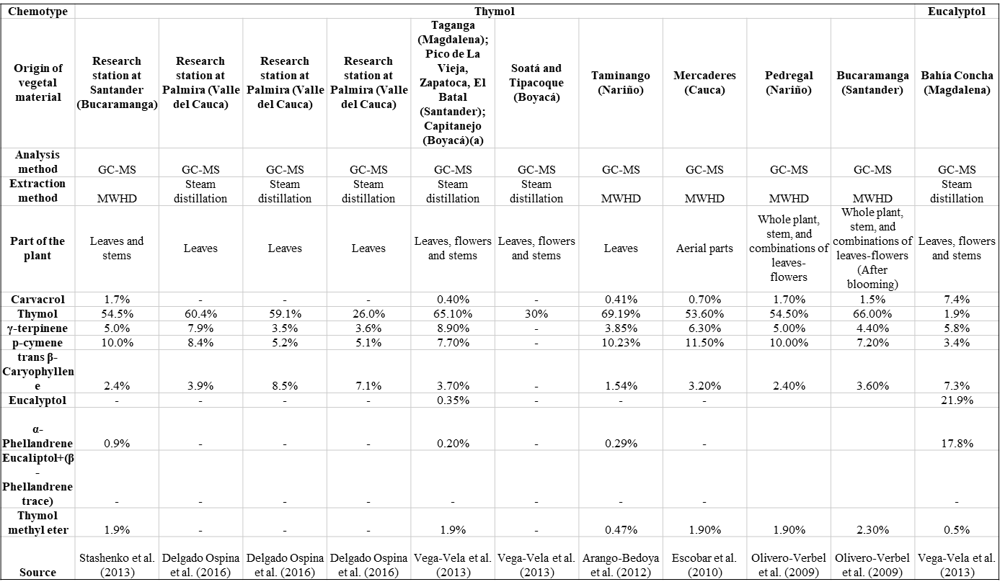 Chemotype Thymol Eucalyptol
Origin of vegetal material Research station at Santander (Bucaramanga) Research station at Palmira (Valle del Cauca) Research station at Palmira (Valle del Cauca) Research station at Palmira (Valle del Cauca) Taganga (Magdalena); Pico de La Vieja, Zapatoca, El Batal (Santander); Capitanejo (Boyacá)(a) Soatá and Tipacoque (Boyacá) Taminango (Nariño) Mercaderes (Cauca) Pedregal (Nariño) Bucaramanga (Santander) Bahía Concha (Magdalena)
Analysis method GC-MS GC-MS GC-MS GC-MS GC-MS GC-MS GC-MS GC-MS GC-MS GC-MS GC-MS
Extraction method MWHD Steam distillation Steam distillation Steam distillation Steam distillation Steam distillation MWHD MWHD MWHD MWHD Steam distillation
Part of the plant Leaves and stems Leaves Leaves Leaves Leaves, flowers and stems Leaves, flowers and stems Leaves Aerial parts Whole plant, stem, and combinations of leaves-flowers Whole plant, stem, and combinations of leaves-flowers (After blooming) Leaves, flowers and stems
Carvacrol 1.7% - - - 0.40% - 0.41% 0.70% 1.70% 1.5% 7.4%
Thymol 54.5% 60.4% 59.1% 26.0% 65.10% 30% 69.19% 53.60% 54.50% 66.00% 1.9%
γ-terpinene 5.0% 7.9% 3.5% 3.6% 8.90% - 3.85% 6.30% 5.00% 4.40% 5.8%
p-cymene 10.0% 8.4% 5.2% 5.1% 7.70% - 10.23% 11.50% 10.00% 7.20% 3.4%
trans β-Caryophyllene 2.4% 3.9% 8.5% 7.1% 3.70% - 1.54% 3.20% 2.40% 3.60% 7.3%
Eucalyptol - - - - 0.35% - - - 21.9%
α-Phellandrene 0.9% - - - 0.20% - 0.29% - 17.8%
Eucaliptol+(β-Phellandrene trace) - - - - - - - - -
Thymol methyl eter 1.9% - - - 1.9% - 0.47% 1.90% 1.90% 2.30% 0.5%
Source Stashenko et al. (2013) Delgado Ospina et al. (2016) Delgado Ospina et al. (2016) Delgado Ospina et al. (2016) Vega-Vela et al. (2013) Vega-Vela et al. (2013) Arango-Bedoya et al. (2012) Escobar et al. (2010) Olivero-Verbel et al. (2009) Olivero-Verbel et al. (2009) Vega-Vela et al. (2013)